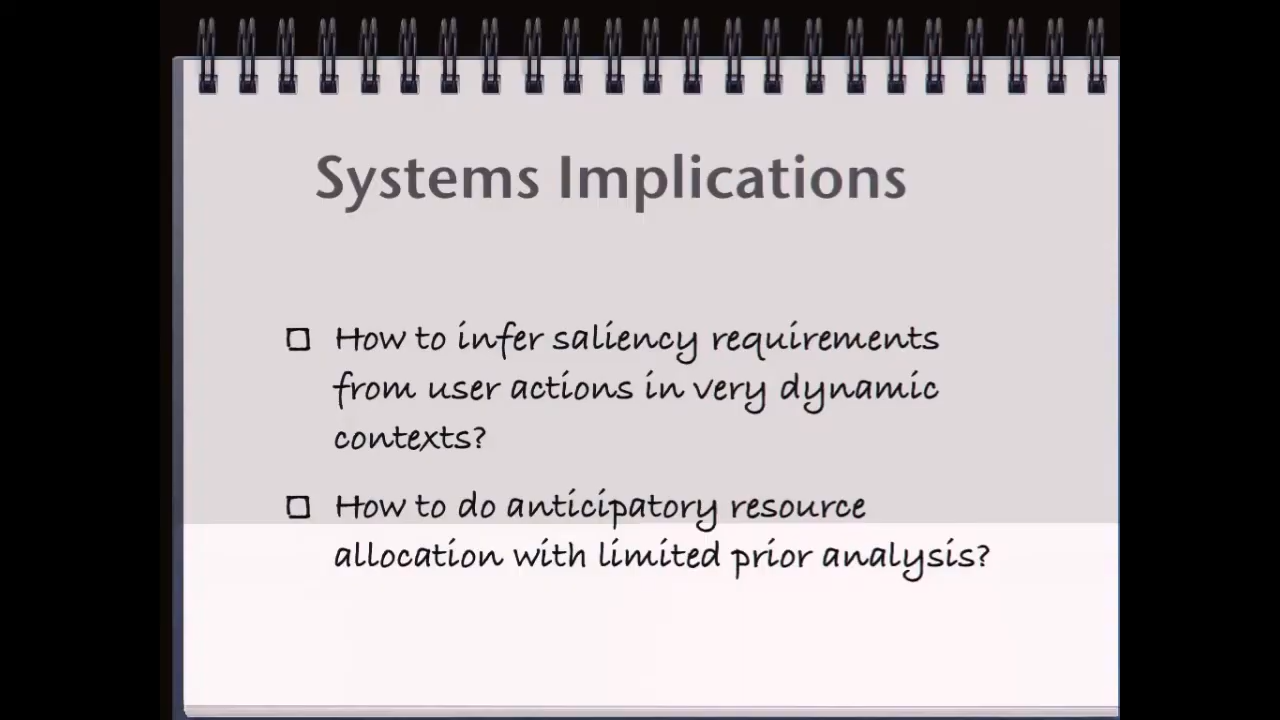 Systems Implications
How to infer saliency requirements
from user actions in very dynamic
contexts?
How to do anticipatory resource
allocation with limited prior analysis?